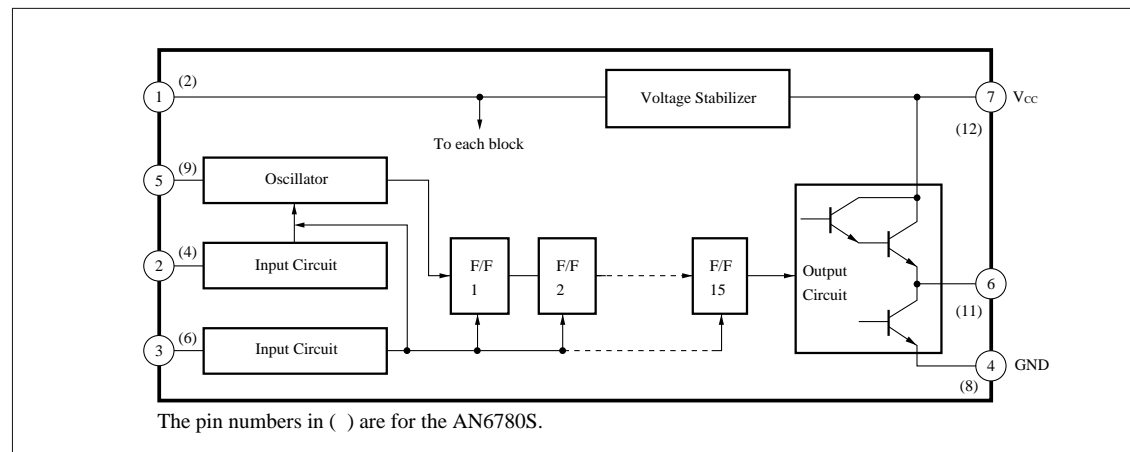 1
(2)
Voltage Stabilizer
7
V_CC
(12)
To each block
5
(9)
Oscillator
2
(4)
Input Circuit
F/F
1
F/F
2
F/F
15
Output
Circuit
6
(11)
3
(6)
Input Circuit
4
GND
(8)
The pin numbers in ( ) are for the AN6780S.